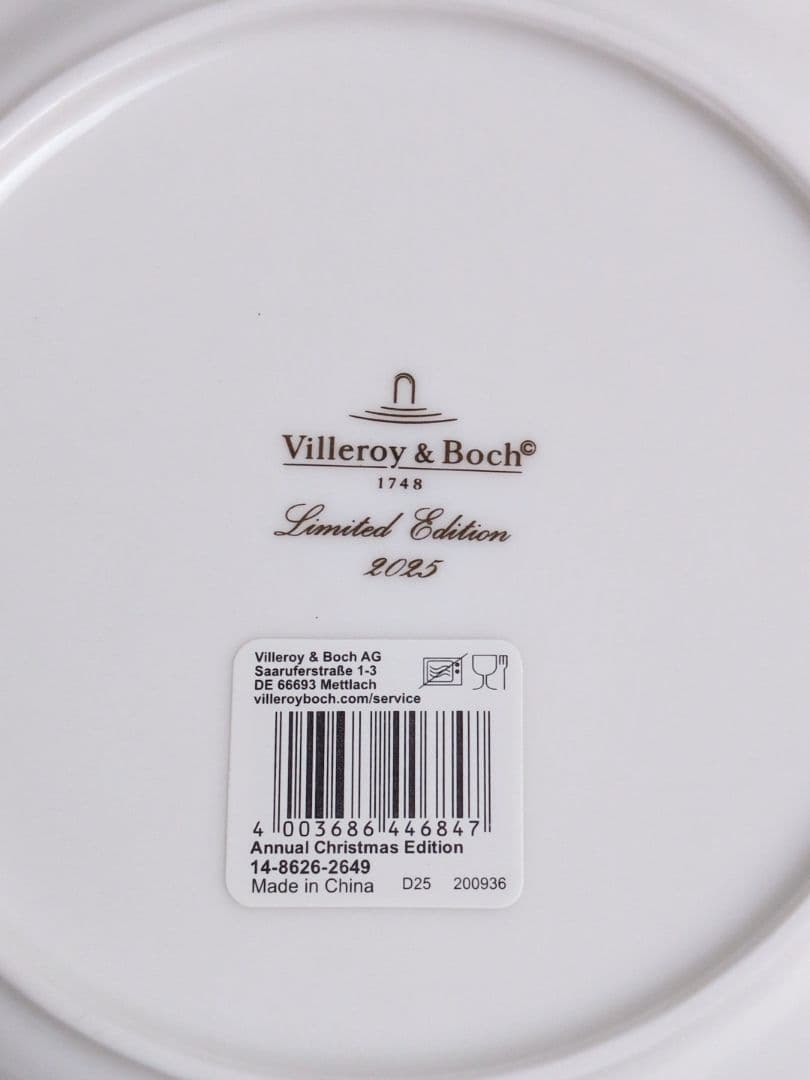 Villeroy & Boch©
1748
Limited Edition
2025
Villeroy & Boch AG
Saaruferstraße 1-3
DE 66693 Mettlach
villeroyboch.com/service
4 003686 446847
Annual Christmas Edition
14-8626-2649
Made in China D25 200936